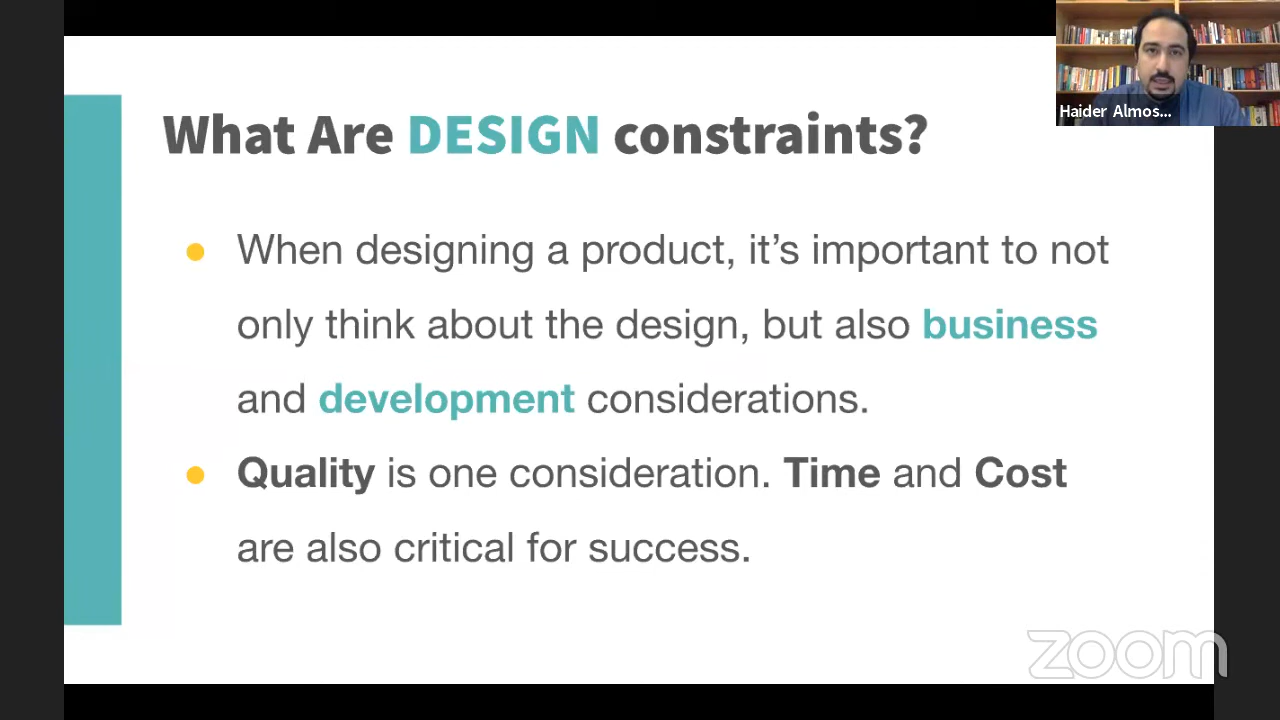 What Are DESIGN constraints?
When designing a product, it's important to not
only think about the design, but also business
and development considerations.
Quality is one consideration. Time and Cost
are also critical for success.
Haider Almos...
zoom